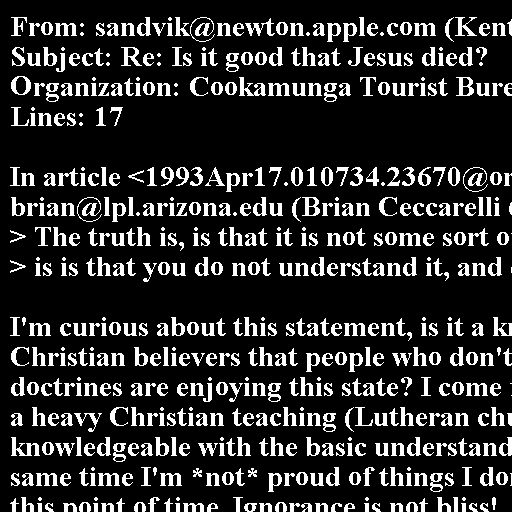 From: sandvik@newton.apple.com (Kent
Subject: Re: Is it good that Jesus died?
Organization: Cookamunga Tourist Bure
Lines: 17

In article <1993Apr17.010734.23670@or
brian@lpl.arizona.edu (Brian Ceccarelli
> The truth is, is that it is not some sort o
> is is that you do not understand it, and

I'm curious about this statement, is it a k
Christian believers that people who don't
doctrines are enjoying this state? I come
a heavy Christian teaching (Lutheran chu
knowledgeable with the basic understand
same time I'm *not* proud of things I do
this point of time. Ignorance is not bliss!